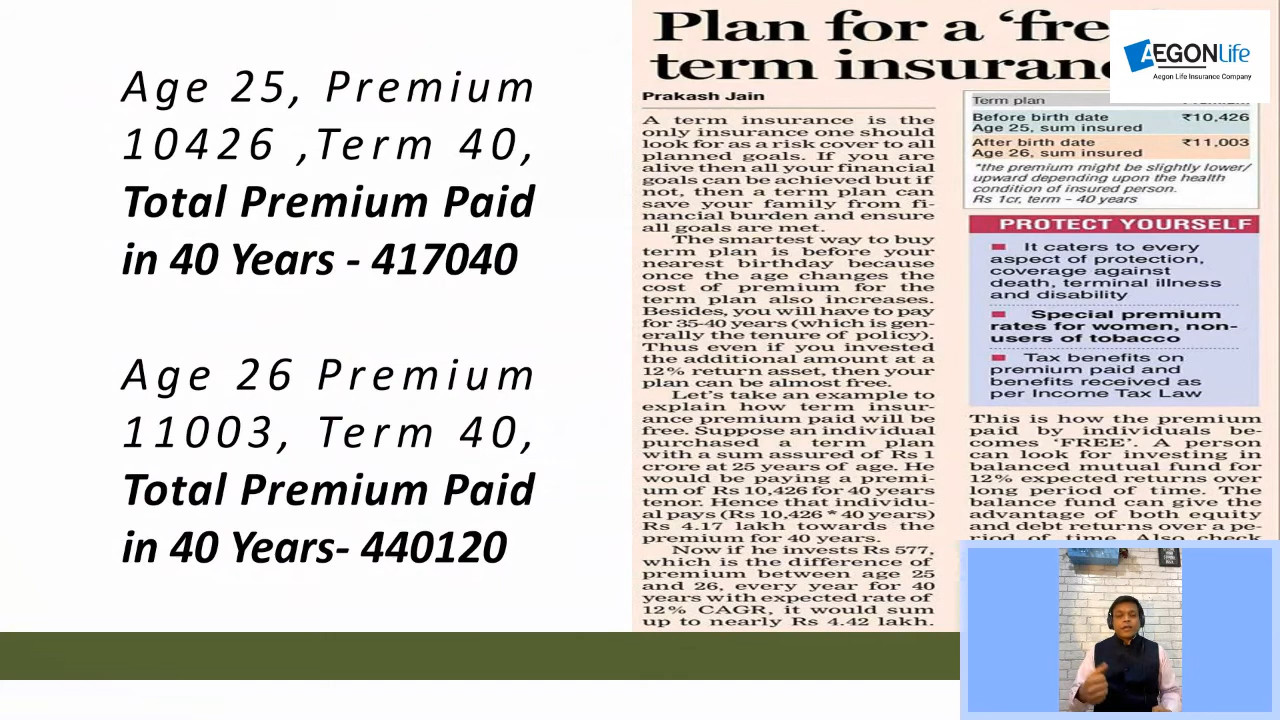 Age 25, Premium
10426 ,Term 40,
Total Premium Paid
in 40 Years - 417040
Age 26 Premium
11003, Term 40,
Total Premium Paid
in 40 Years- 440120
Plan for a ‘fre
term insuran
Prakash Jain
A term insurance is the
only insurance one should
look for as a risk cover to all
planned goals. If you are
alive then all your financial
goals can be achieved but if
not, then a term plan can
save your family from fi-
nancial burden and ensure
all goals are met.
The smartest way to buy
term plan is before your
nearest birthday because
once the age changes the
cost of premium for the
term plan also increases.
Besides, you will have to pay
for 35-40 years (which is gen-
erally the tenure of policy).
Thus even if you invested
the additional amount at a
12% return asset, then your
plan can be almost free.
Let’s take an example to
explain how term insur-
ance premium paid will be
free. Suppose an individual
purchased a term plan
with a sum assured of Rs 1
crore at 25 years of age. He
would be paying a premi-
um of Rs 10,426 for 40 years
tenor. Hence that individu-
al pays (Rs 10,426 * 40 years)
Rs 4.17 lakh towards the
premium for 40 years.
Now if he invests Rs 577,
which is the difference of
premium between age 25
and 26, every year for 40
years with expected rate of
12% CAGR, it would sum
up to nearly Rs 4.42 lakh.
AEGONLife
Aegon Life Insurance Company
Term plan
Before birth date ₹10,426
Age 25, sum insured
After birth date ₹11,003
Age 26, sum insured
*the premium might be slightly lower/
upward depending upon the health
condition of insured person.
Rs 1cr, term - 40 years
PROTECT YOURSELF
It caters to every
aspect of protection,
coverage against
death, terminal illness
and disability
Special premium
rates for women, non-
users of tobacco
Tax benefits on
premium paid and
benefits received as
per Income Tax Law
This is how the premium
paid by individuals be-
comes ‘FREE’. A person
can look for investing in
balanced mutual fund for
12% expected returns over
long period of time. The
balance fund can give the
advantage of both equity
and debt returns over a pe-
riod of time. Also check